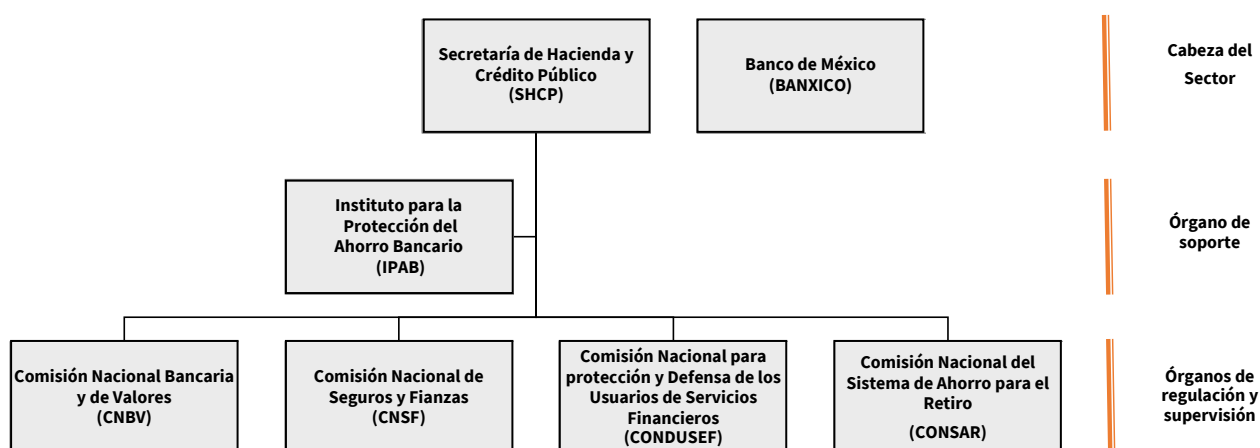 Secretaría de Hacienda y
Crédito Público
(SHCP)
Banco de México
(BANXICO)
Cabeza del
Sector
Instituto para la
Protección del
Ahorro Bancario
(IPAB)
Órgano de
soporte
Comisión Nacional Bancaria
y de Valores
(CNBV)
Comisión Nacional de
Seguros y Fianzas
(CNSF)
Comisión Nacional para
protección y Defensa de los
Usuarios de Servicios
Financieros
(CONDUSEF)
Comisión Nacional del
Sistema de Ahorro para el
Retiro
(CONSAR)
Órganos de
regulación y
supervisión